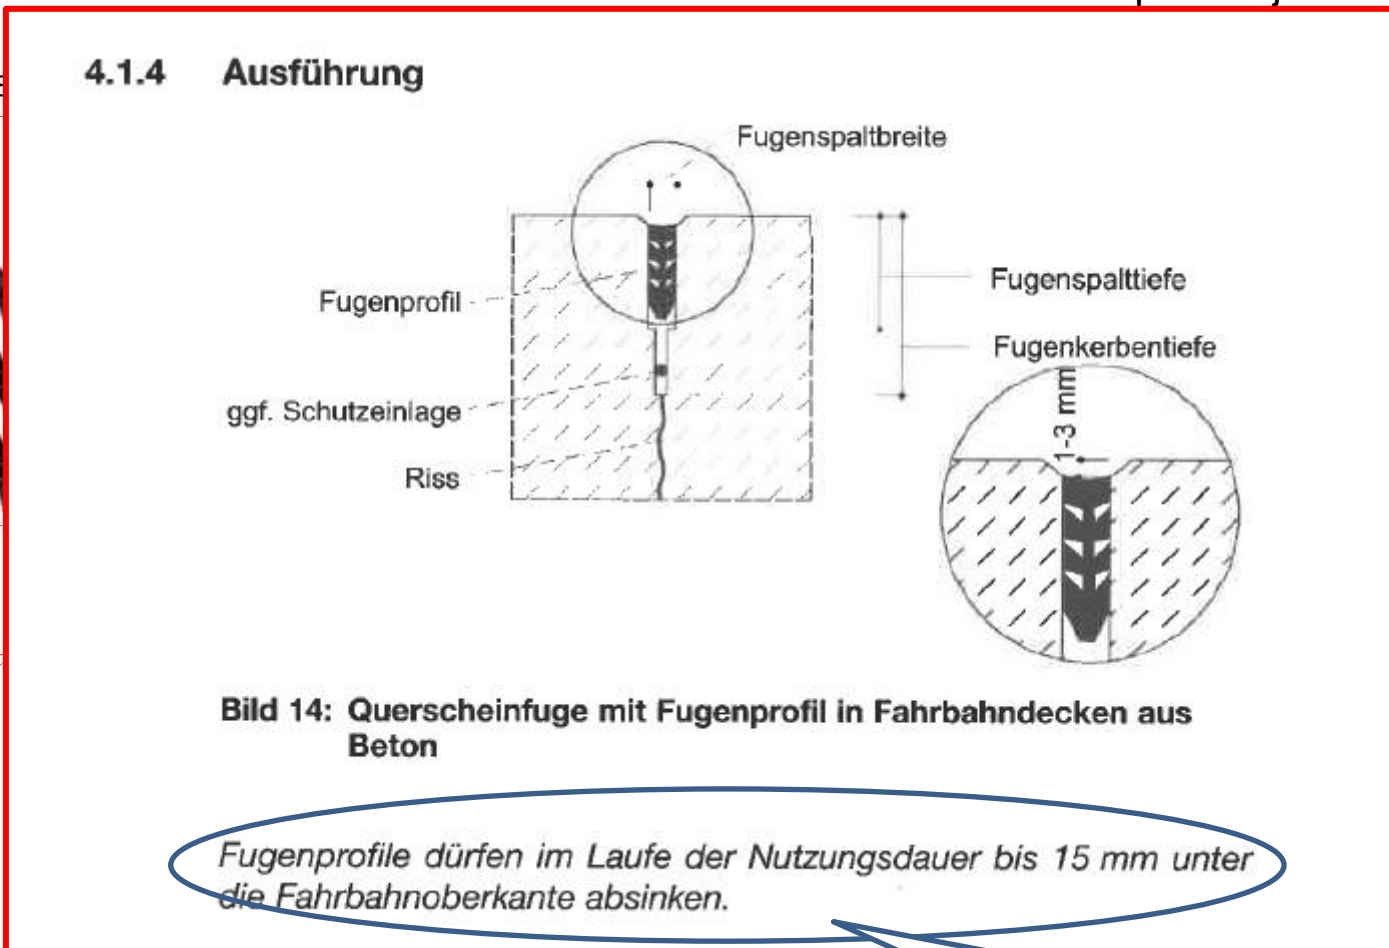 4.1.4 Ausführung
Fugenspaltbreite
Fugenprofil
Fugenspalttiefe
Fugenkerbentiefe
ggf. Schutzeinlage
1-3 mm
Riss
Bild 14: Querscheinfuge mit Fugenprofil in Fahrbahndecken aus
Beton
Fugenprofile dürfen im Laufe der Nutzungsdauer bis 15 mm unter
die Fahrbahnoberkante absinken.